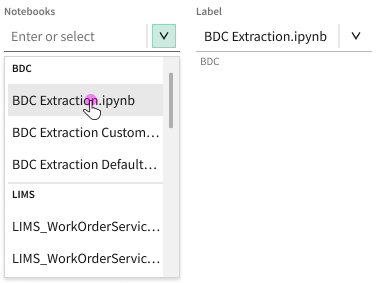 Notebooks
Label
Enter or select
BDC Extraction.ipynb
BDC
BDC
BDC Extraction.ipynb
BDC Extraction Custom...
BDC Extraction Default...
LIMS
LIMS_WorkOrderServic...
LIMS_WorkOrderServic...